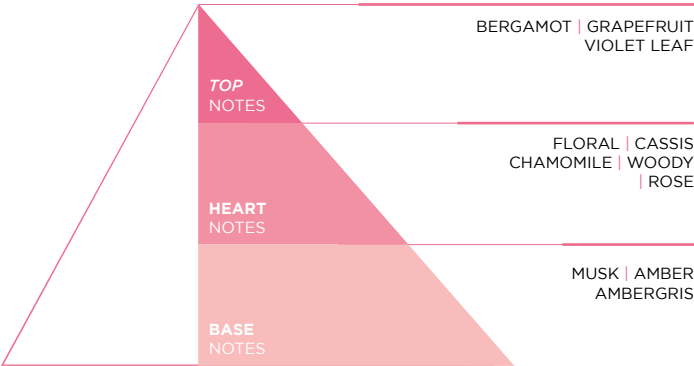 BERGAMOT | GRAPEFRUIT
VIOLET LEAF
TOP
NOTES
FLORAL | CASSIS
CHAMOMILE | WOODY
| ROSE
HEART
NOTES
MUSK | AMBER
AMBERGRIS
BASE
NOTES